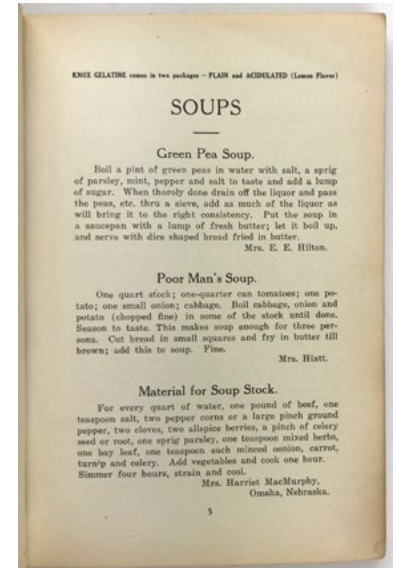 KNOX GELATINE comes in two packages — PLAIN and ACIDULATED (Lemon Flavor)
SOUPS
Green Pea Soup.
Boil a pint of green peas in water with salt, a sprig
of parsley, mint, pepper and salt to taste and add a lump
of sugar. When thoroly done drain off the liquor and pass
the peas, etc. thru a sieve, add as much of the liquor as
will bring it to the right consistency. Put the soup in
a saucepan with a lump of fresh butter; let it boil up,
and serve with dice shaped bread fried in butter.
Mrs. E. E. Hilton.
Poor Man's Soup.
One quart stock; one-quarter can tomatoes; one po-
tato; one small onion; cabbage. Boil cabbage, onion and
potato (chopped fine) in some of the stock until done.
Season to taste. This makes soup enough for three per-
sons. Cut bread in small squares and fry in butter till
brown; add this to soup. Fine.
Mrs. Hiatt.
Material for Soup Stock.
For every quart of water, one pound of beef, one
teaspoon salt, two pepper corns or a large pinch ground
pepper, two cloves, two allspice berries, a pinch of celery
seed or root, one sprig parsley, one teaspoon mixed herbs,
one bay leaf, one teaspoon each minced oonion, carrot,
turnip and celery. Add vegetables and cook one hour.
Simmer four hours, strain and cool.
Mrs. Harriet MacMurphy,
Omaha, Nebraska.
5